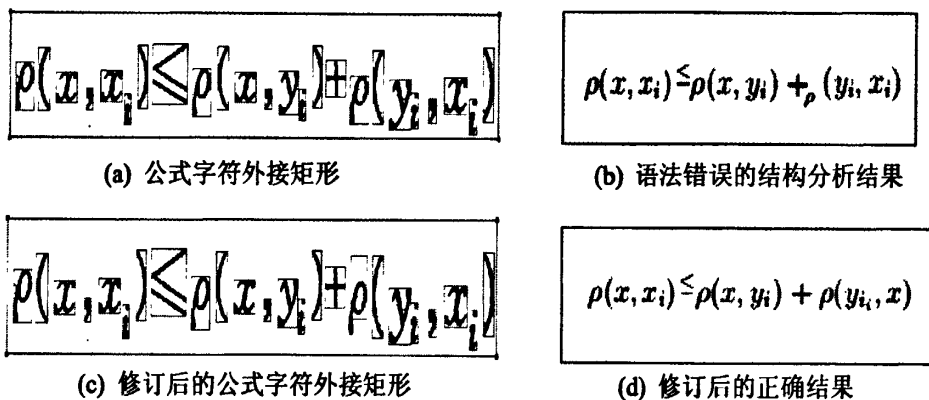 ρ(x,x_i)≤ρ(x,y_i)+ρ(y_i,x_i)
ρ(x,x_i)≤ρ(x,y_i)+_ρ(y_i,x_i)
(a) 公式字符外接矩形
(b) 语法错误的结构分析结果
ρ(x,x_i)≤ρ(x,y_i)+ρ(y_i,x_i)
ρ(x,x_i)≤ρ(x,y_i)+ρ(y_{i_i},x)
(c) 修订后的公式字符外接矩形
(d) 修订后的正确结果